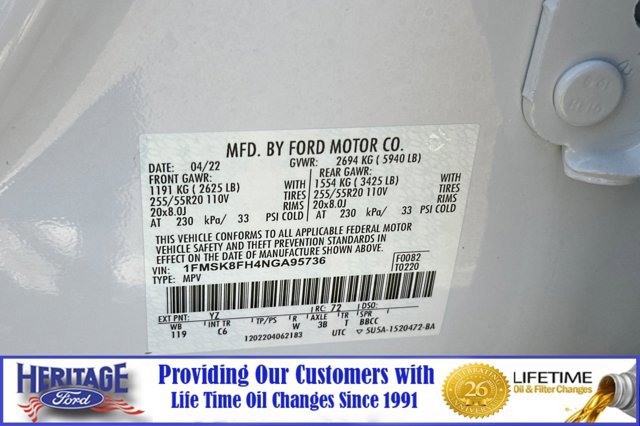 MFD. BY FORD MOTOR CO.
DATE: 04/22 GVWR: 2694 KG ( 5940 LB)
FRONT GAWR: REAR GAWR:
1191 KG ( 2625 LB) WITH 1554 KG ( 3425 LB) WITH
255/55R20 110V TIRES 255/55R20 110V TIRES
20x8.0J RIMS 20x8.0J RIMS
AT 230 kPa/ 33 PSI COLD AT 230 kPa/ 33 PSI COLD
THIS VEHICLE CONFORMS TO ALL APPLICABLE FEDERAL MOTOR
VEHICLE SAFETY, BUMPER, AND THEFT PREVENTION STANDARDS IN
EFFECT ON THE DATE OF MANUFACTURE SHOWN ABOVE.
VIN: 1FMSK8FH4NGA95736 F0082
TYPE: MPV T0220
EXT PNT: YZ RC: 72 DSO:
WB INT TR TP/PS R AXLE TR SPR
119 C6 W 3B T BBCC
1202204062183 UTC 5U5A-1520472-BA
HERITAGE
Ford
Providing Our Customers with
Life Time Oil Changes Since 1991
26
LIFETIME
Oil & Filter Changes